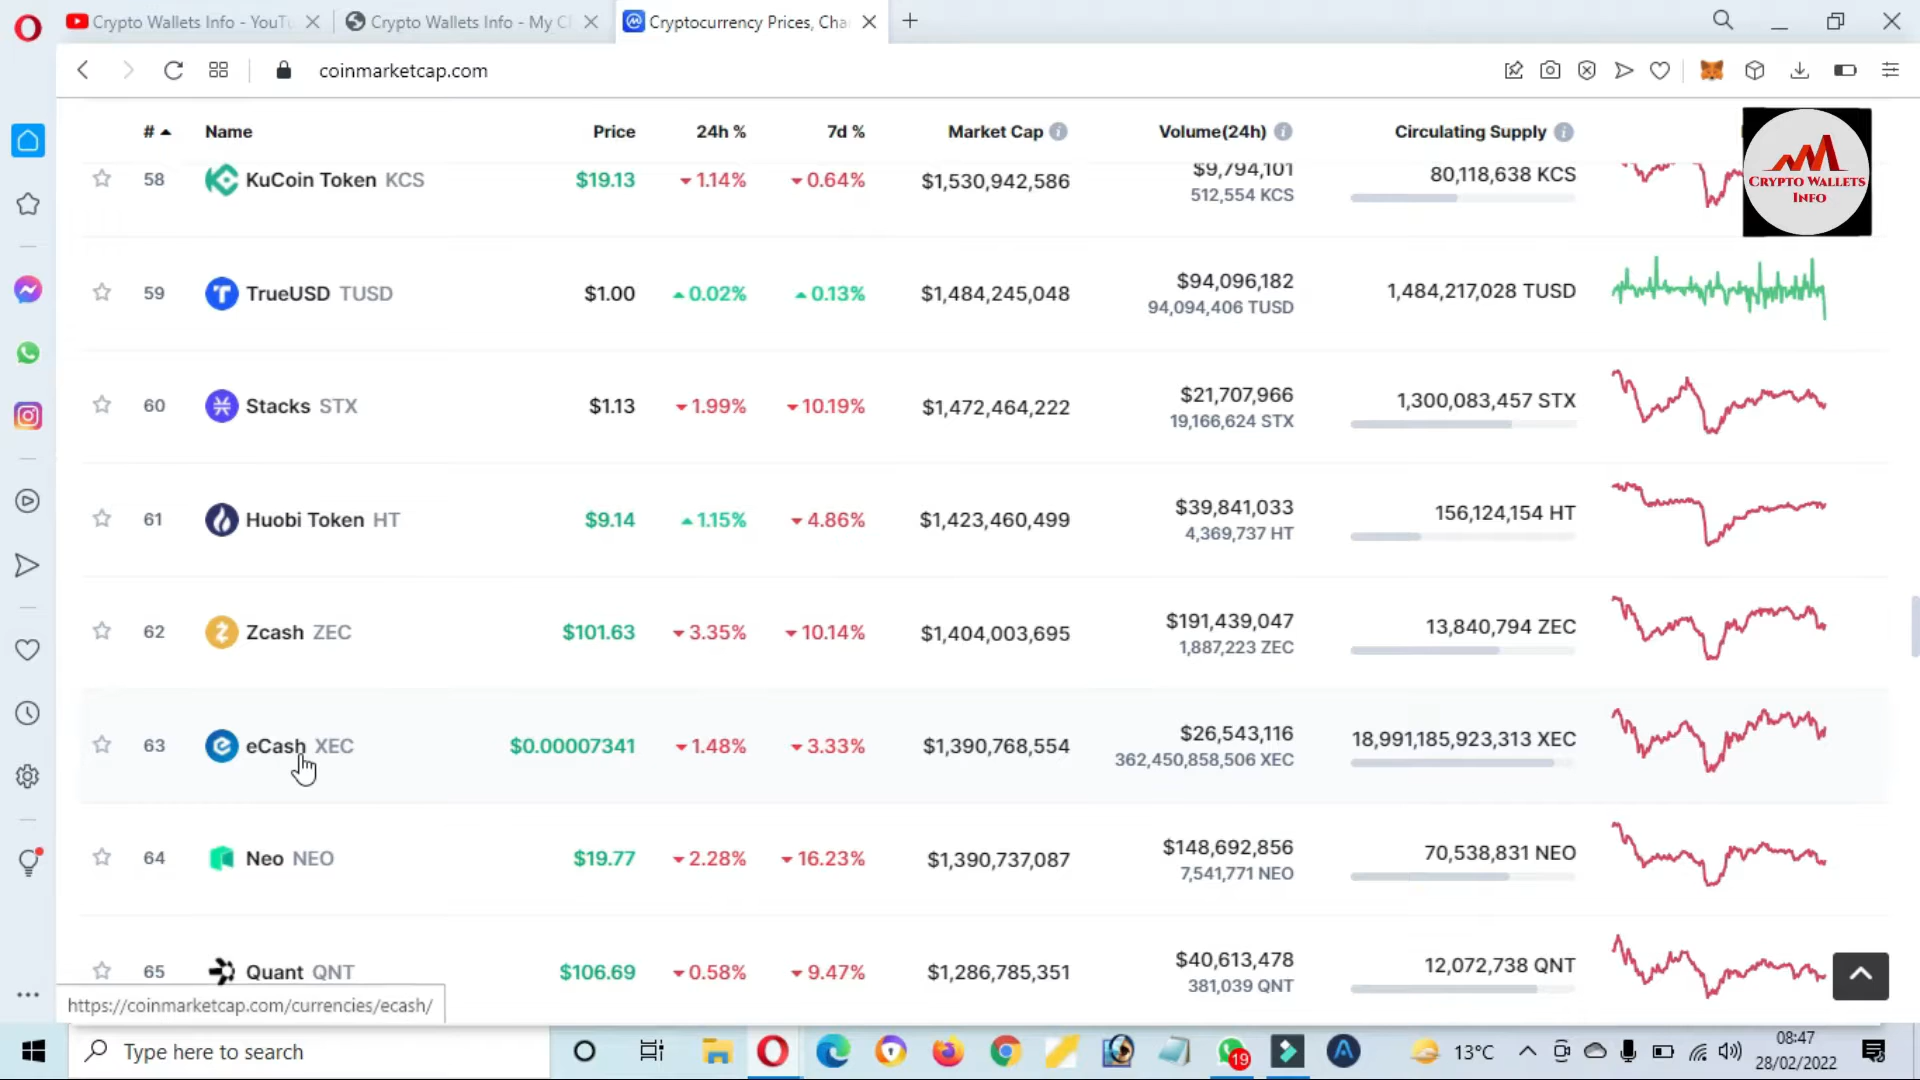 Crypto Wallets Info - YouTu
Crypto Wallets Info - My Cl
Cryptocurrency Prices, Cha
coinmarketcap.com
# Name Price 24h % 7d % Market Cap Volume(24h) Circulating Supply
CRYPTO WALLETS
INFO
58 KuCoin Token KCS $19.13 1.14% 0.64% $1,530,942,586 $9,794,101 80,118,638 KCS
512,554 KCS
59 TrueUSD TUSD $1.00 0.02% 0.13% $1,484,245,048 $94,096,182 1,484,217,028 TUSD
94,094,406 TUSD
60 Stacks STX $1.13 1.99% 10.19% $1,472,464,222 $21,707,966 1,300,083,457 STX
19,166,624 STX
61 Huobi Token HT $9.14 1.15% 4.86% $1,423,460,499 $39,841,033 156,124,154 HT
4,369,737 HT
62 Zcash ZEC $101.63 3.35% 10.14% $1,404,003,695 $191,439,047 13,840,794 ZEC
1,887,223 ZEC
63 eCash XEC $0.00007341 1.48% 3.33% $1,390,768,554 $26,543,116 18,991,185,923,313 XEC
362,450,858,506 XEC
64 Neo NEO $19.77 2.28% 16.23% $1,390,737,087 $148,692,856 70,538,831 NEO
7,541,771 NEO
65 Quant QNT $106.69 0.58% 9.47% $1,286,785,351 $40,613,478 12,072,738 QNT
381,039 QNT
https://coinmarketcap.com/currencies/ecash/
Type here to search
19
13°C
08:47
28/02/2022